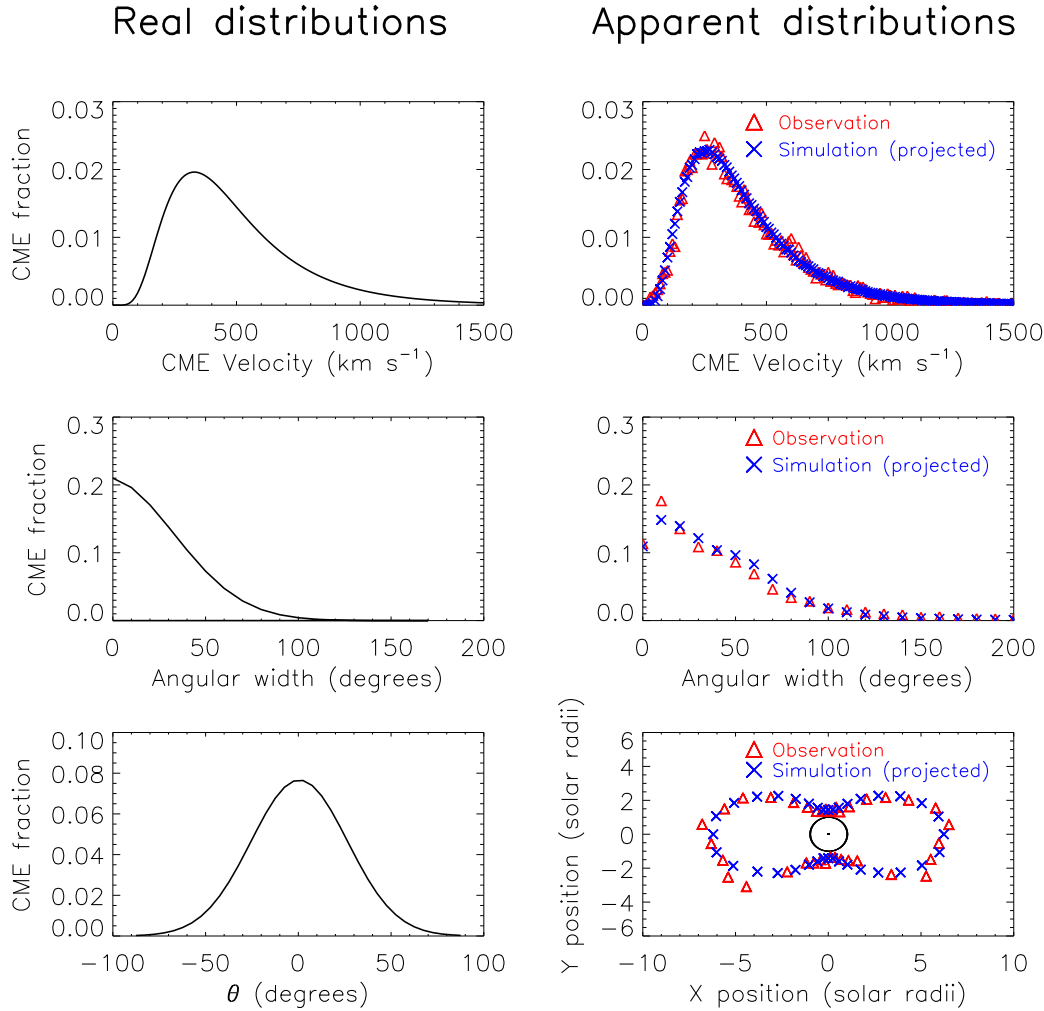 Real distributions
Apparent distributions
0.03
0.02
0.01
0.00
CME fraction
0 500 1000 1500
CME Velocity (km s⁻¹)
0.03
0.02
0.01
0.00
CME fraction
Observation
Simulation (projected)
0 500 1000 1500
CME Velocity (km s⁻¹)
0.3
0.2
0.1
0.0
CME fraction
0 50 100 150 200
Angular width (degrees)
0.3
0.2
0.1
0.0
CME fraction
Observation
Simulation (projected)
0 50 100 150 200
Angular width (degrees)
0.10
0.08
0.06
0.04
0.02
0.00
CME fraction
−100 −50 0 50 100
θ (degrees)
6
4
2
0
−2
−4
−6
Y position (solar radii)
Observation
Simulation (projected)
−10 −5 0 5 10
X position (solar radii)